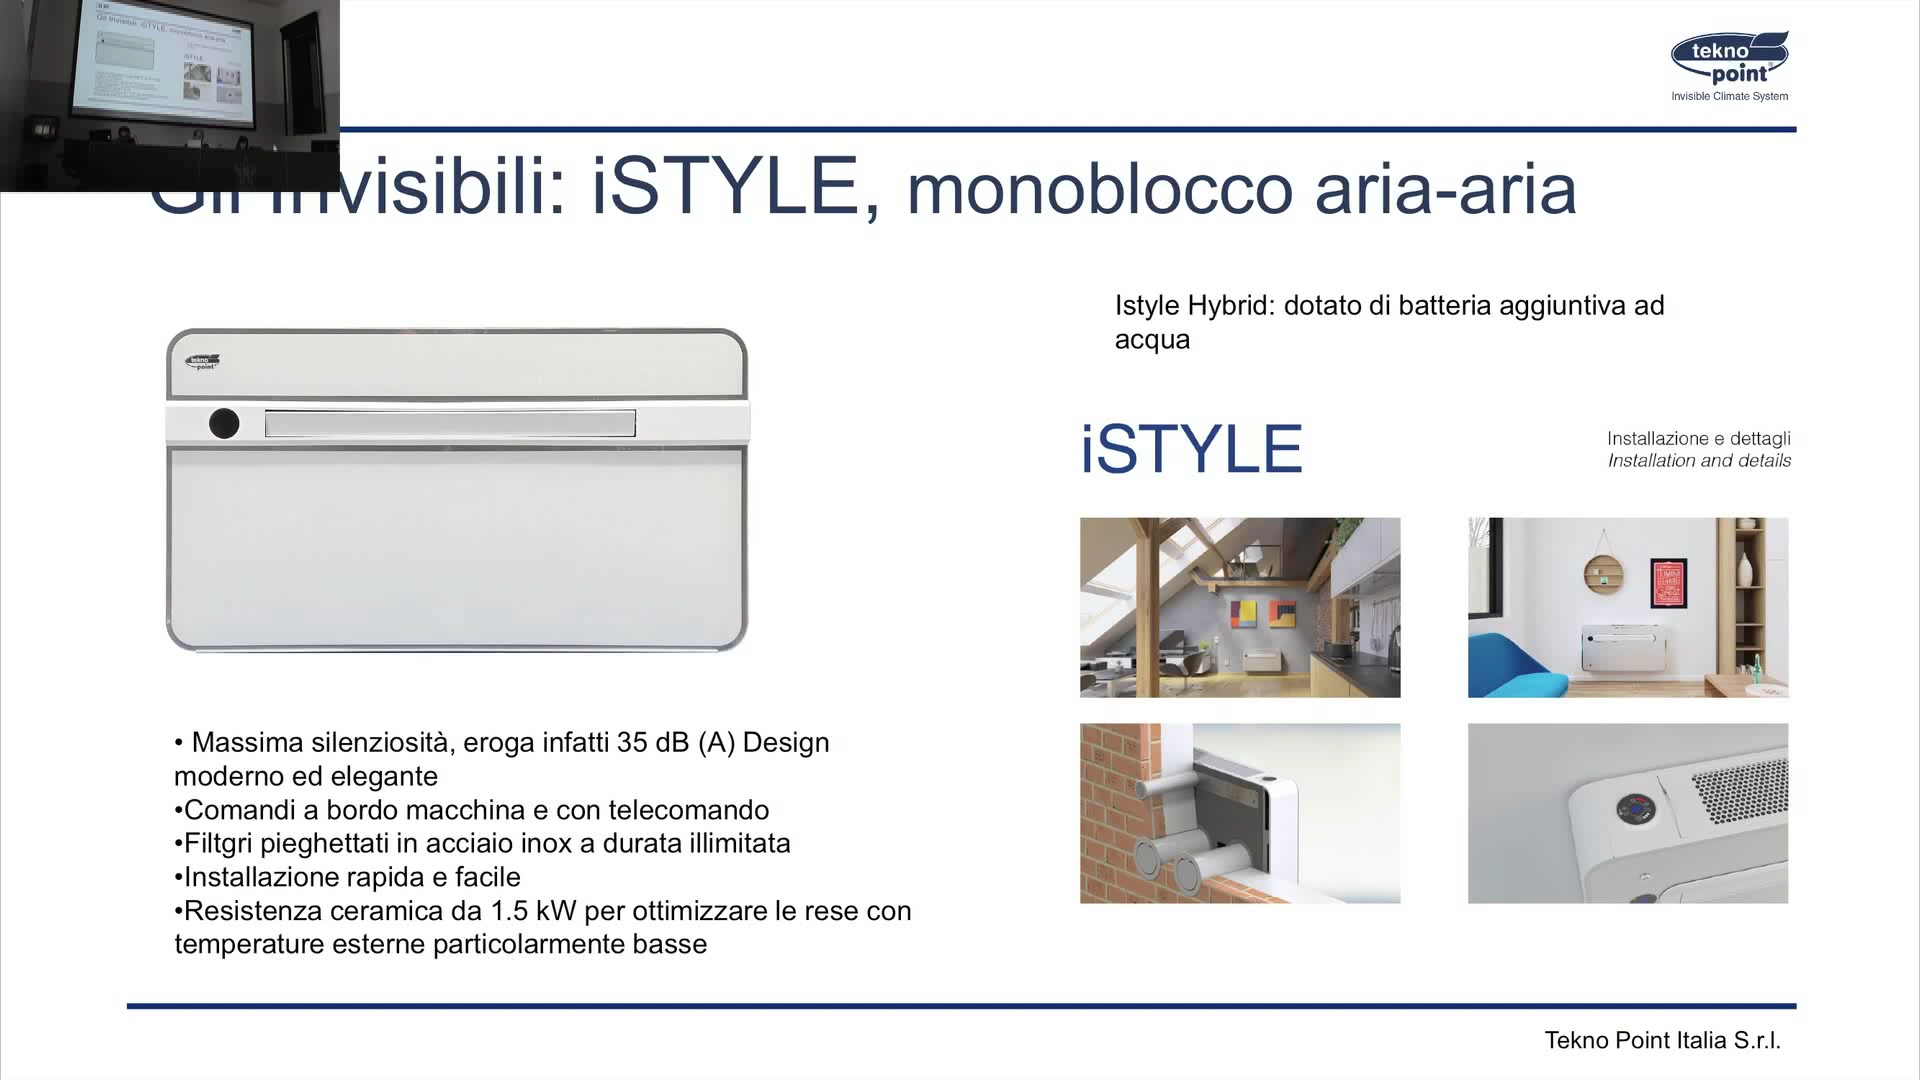 tekno
point
Invisible Climate System
Gli Invisibili: iSTYLE, monoblocco aria-aria
Istyle Hybrid: dotato di batteria aggiuntiva ad
acqua
tekno
point
iSTYLE
Installazione e dettagli
Installation and details
• Massima silenziosità, eroga infatti 35 dB (A) Design
moderno ed elegante
•Comandi a bordo macchina e con telecomando
•Filtgri pieghettati in acciaio inox a durata illimitata
•Installazione rapida e facile
•Resistenza ceramica da 1.5 kW per ottimizzare le rese con
temperature esterne particolarmente basse
Tekno Point Italia S.r.l.